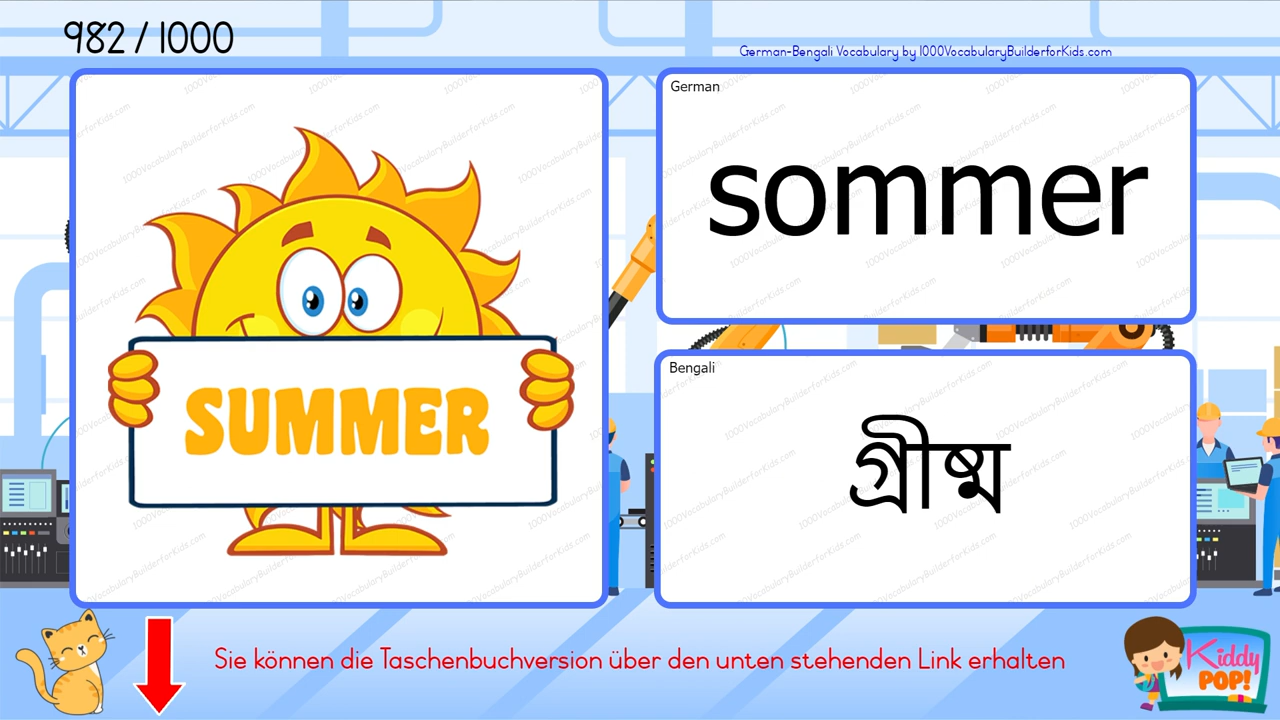 982 / 1000
German-Bengali Vocabulary by 1000VocabularyBuilderforKids.com
German
sommer
SUMMER
Bengali
গ্রীষ্ম
Sie können die Taschenbuchversion über den unten stehenden Link erhalten
Kiddy
POP!